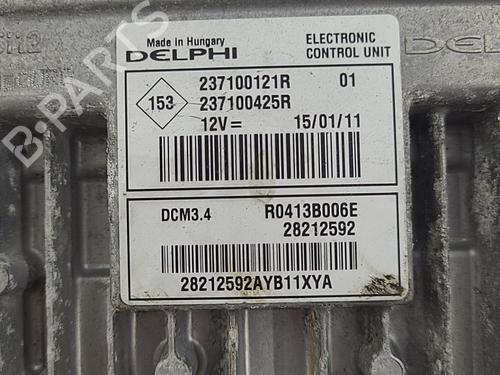 Made in Hungary
DELPHI
ELECTRONIC
CONTROL UNIT
153
237100121R 01
237100425R
12V= 15/01/11
DCM3.4 R0413B006E
28212592
28212592AYB11XYA
B-PARTS